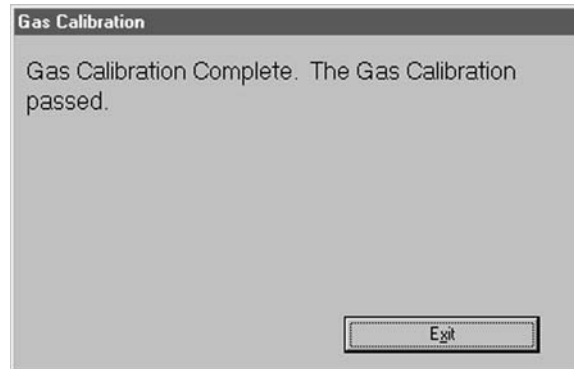 Gas Calibration
Gas Calibration Complete. The Gas Calibration
passed.
Exit